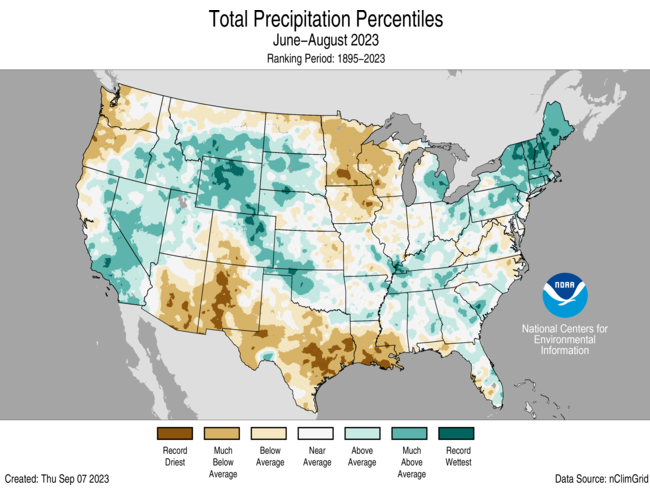 Total Precipitation Percentiles
June–August 2023
Ranking Period: 1895–2023
NOAA
National Centers for
Environmental
Information
Record
Driest
Much
Below
Average
Below
Average
Near
Average
Above
Average
Much
Above
Average
Record
Wettest
Created: Thu Sep 07 2023
Data Source: nClimGrid